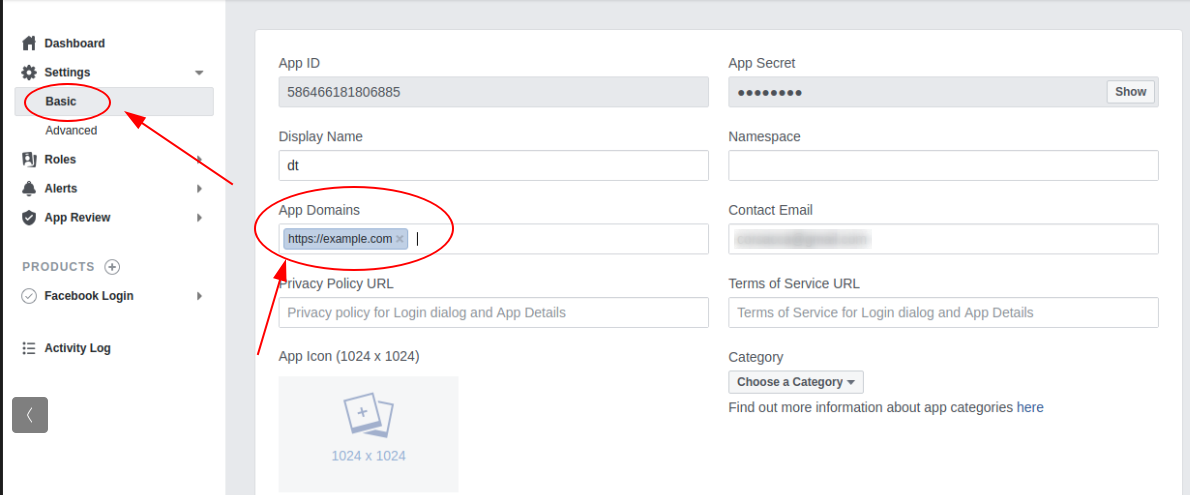 Dashboard
Settings
Basic
Advanced
Roles
Alerts
App Review
PRODUCTS
Facebook Login
Activity Log
App ID
586466181806885
App Secret
●●●●●●●●
Show
Display Name
dt
Namespace
App Domains
https://example.com ×
Contact Email
Privacy Policy URL
Privacy policy for Login dialog and App Details
Terms of Service URL
Terms of Service for Login dialog and App Details
App Icon (1024 x 1024)
1024 x 1024
Category
Choose a Category
Find out more information about app categories here